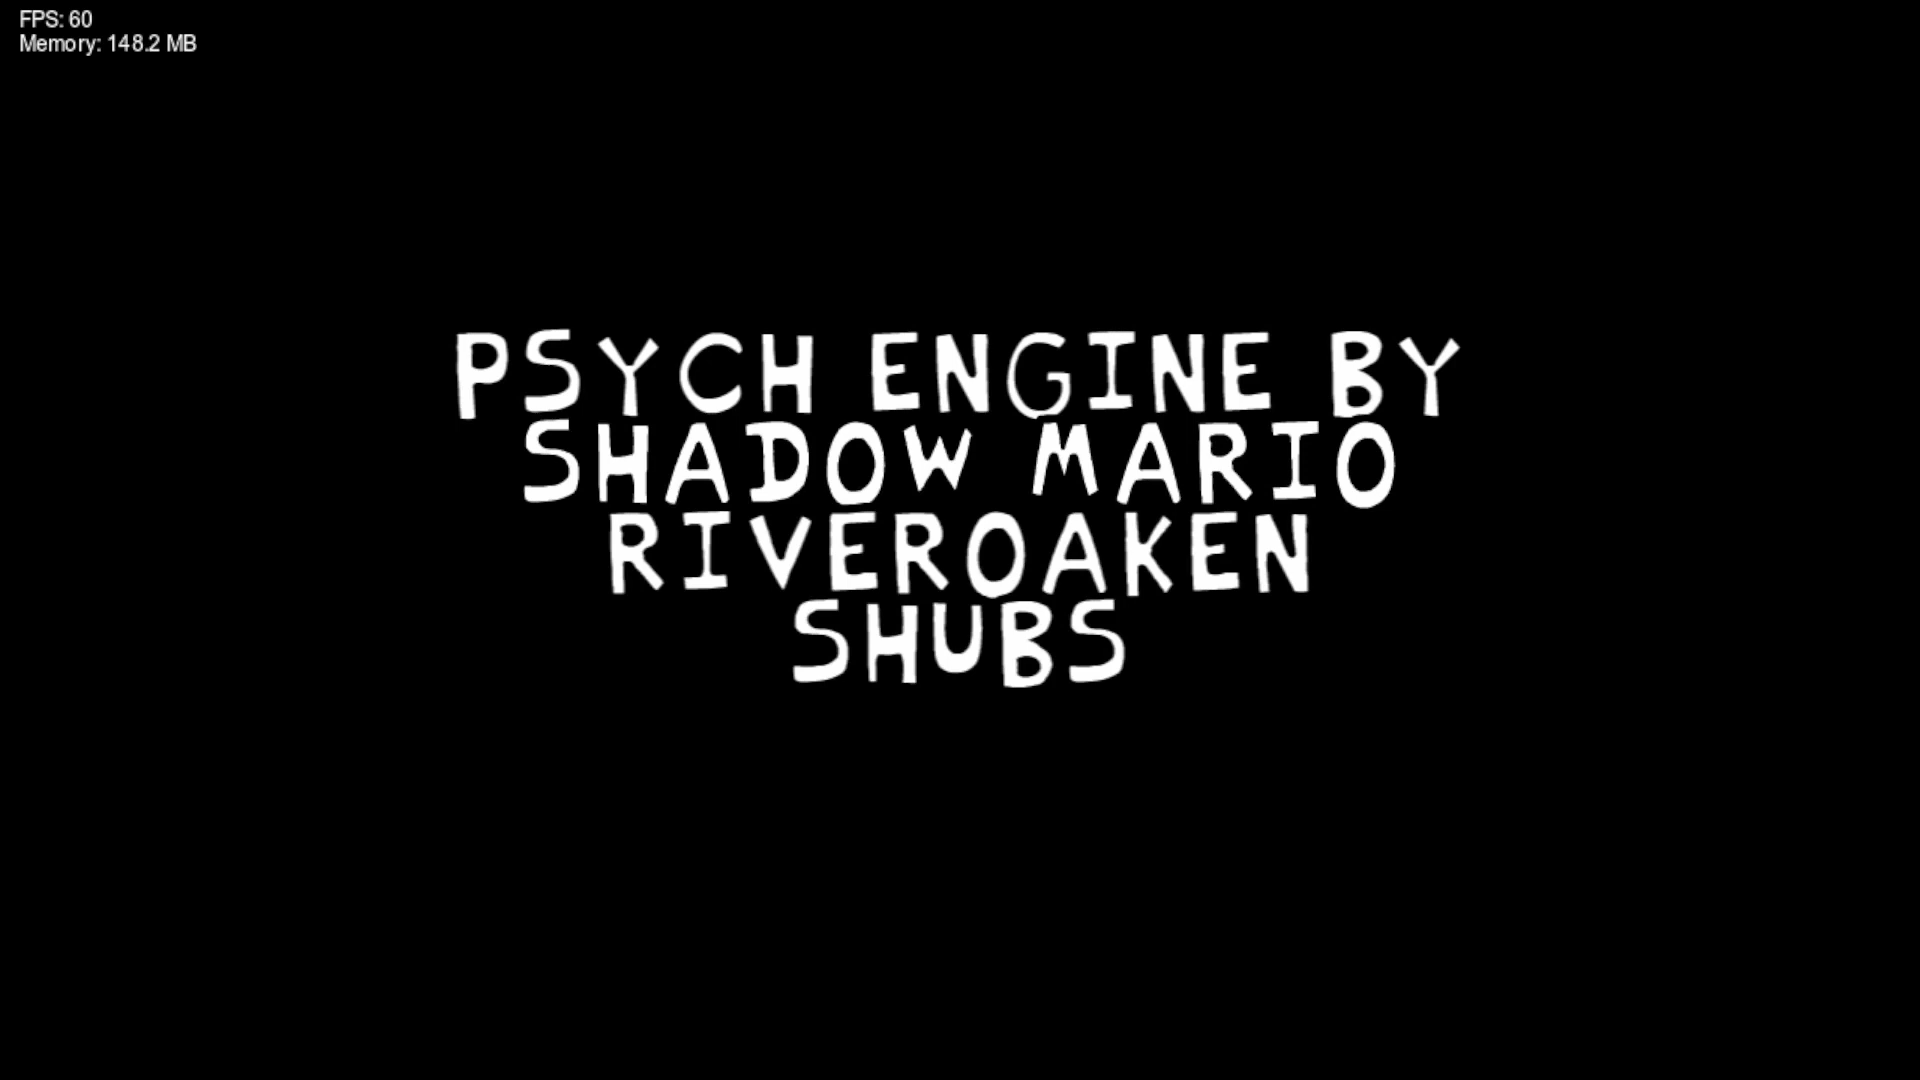 FPS: 60
Memory: 148.2 MB
PSYCH ENGINE BY
SHADOW MARIO
RIVEROAKEN
SHUBS